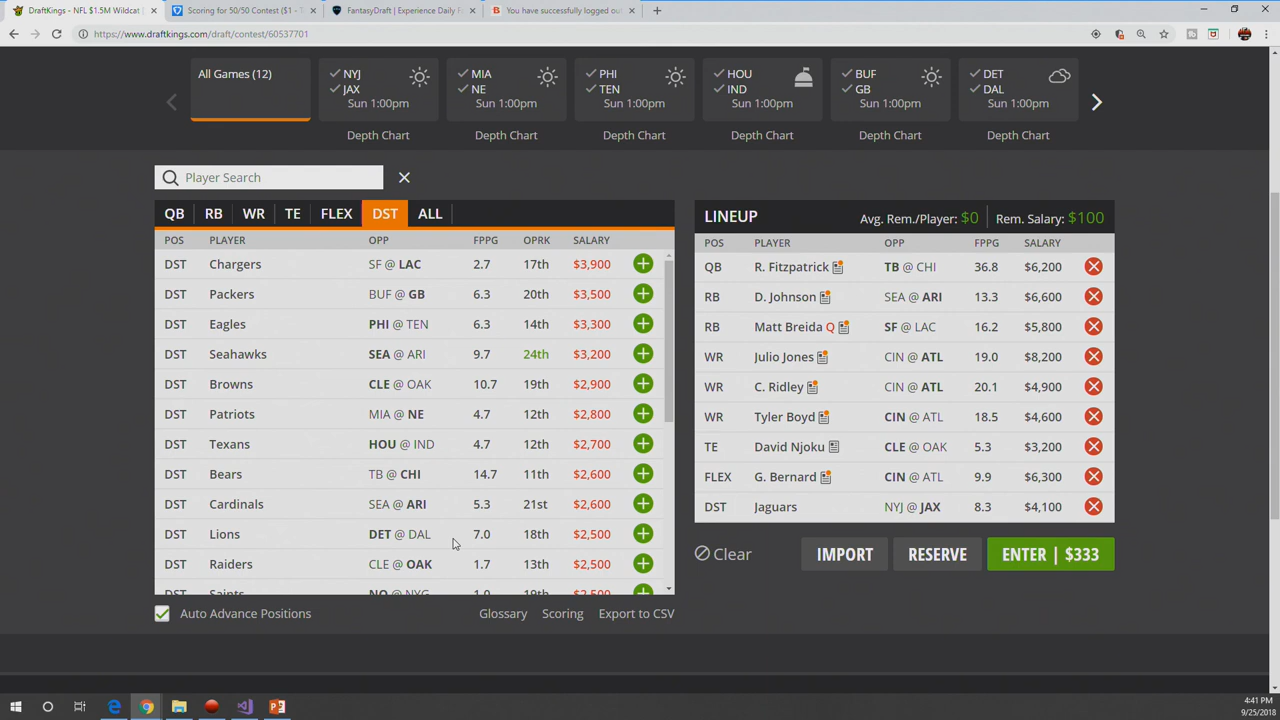 DraftKings - NFL $1.5M Wildcat
Scoring for 50/50 Contest ($1 - T
FantasyDraft | Experience Daily F
You have successfully logged ou
https://www.draftkings.com/draft/contest/60537701
All Games (12)
NYJ JAX Sun 1:00pm
MIA NE Sun 1:00pm
PHI TEN Sun 1:00pm
HOU IND Sun 1:00pm
BUF GB Sun 1:00pm
DET DAL Sun 1:00pm
Depth Chart Depth Chart Depth Chart Depth Chart Depth Chart Depth Chart
Player Search
QB RB WR TE FLEX DST ALL
POS PLAYER OPP FPPG OPRK SALARY
DST Chargers SF @ LAC 2.7 17th $3,900
DST Packers BUF @ GB 6.3 20th $3,500
DST Eagles PHI @ TEN 6.3 14th $3,300
DST Seahawks SEA @ ARI 9.7 24th $3,200
DST Browns CLE @ OAK 10.7 19th $2,900
DST Patriots MIA @ NE 4.7 12th $2,800
DST Texans HOU @ IND 4.7 12th $2,700
DST Bears TB @ CHI 14.7 11th $2,600
DST Cardinals SEA @ ARI 5.3 21st $2,600
DST Lions DET @ DAL 7.0 18th $2,500
DST Raiders CLE @ OAK 1.7 13th $2,500
DST Saints NO @ NYG 1.0 19th $2,500
Auto Advance Positions Glossary Scoring Export to CSV
LINEUP Avg. Rem./Player: $0 Rem. Salary: $100
POS PLAYER OPP FPPG SALARY
QB R. Fitzpatrick TB @ CHI 36.8 $6,200
RB D. Johnson SEA @ ARI 13.3 $6,600
RB Matt Breida Q SF @ LAC 16.2 $5,800
WR Julio Jones CIN @ ATL 19.0 $8,200
WR C. Ridley CIN @ ATL 20.1 $4,900
WR Tyler Boyd CIN @ ATL 18.5 $4,600
TE David Njoku CLE @ OAK 5.3 $3,200
FLEX G. Bernard CIN @ ATL 9.9 $6,300
DST Jaguars NYJ @ JAX 8.3 $4,100
Clear IMPORT RESERVE ENTER | $333
4:41 PM
9/25/2018